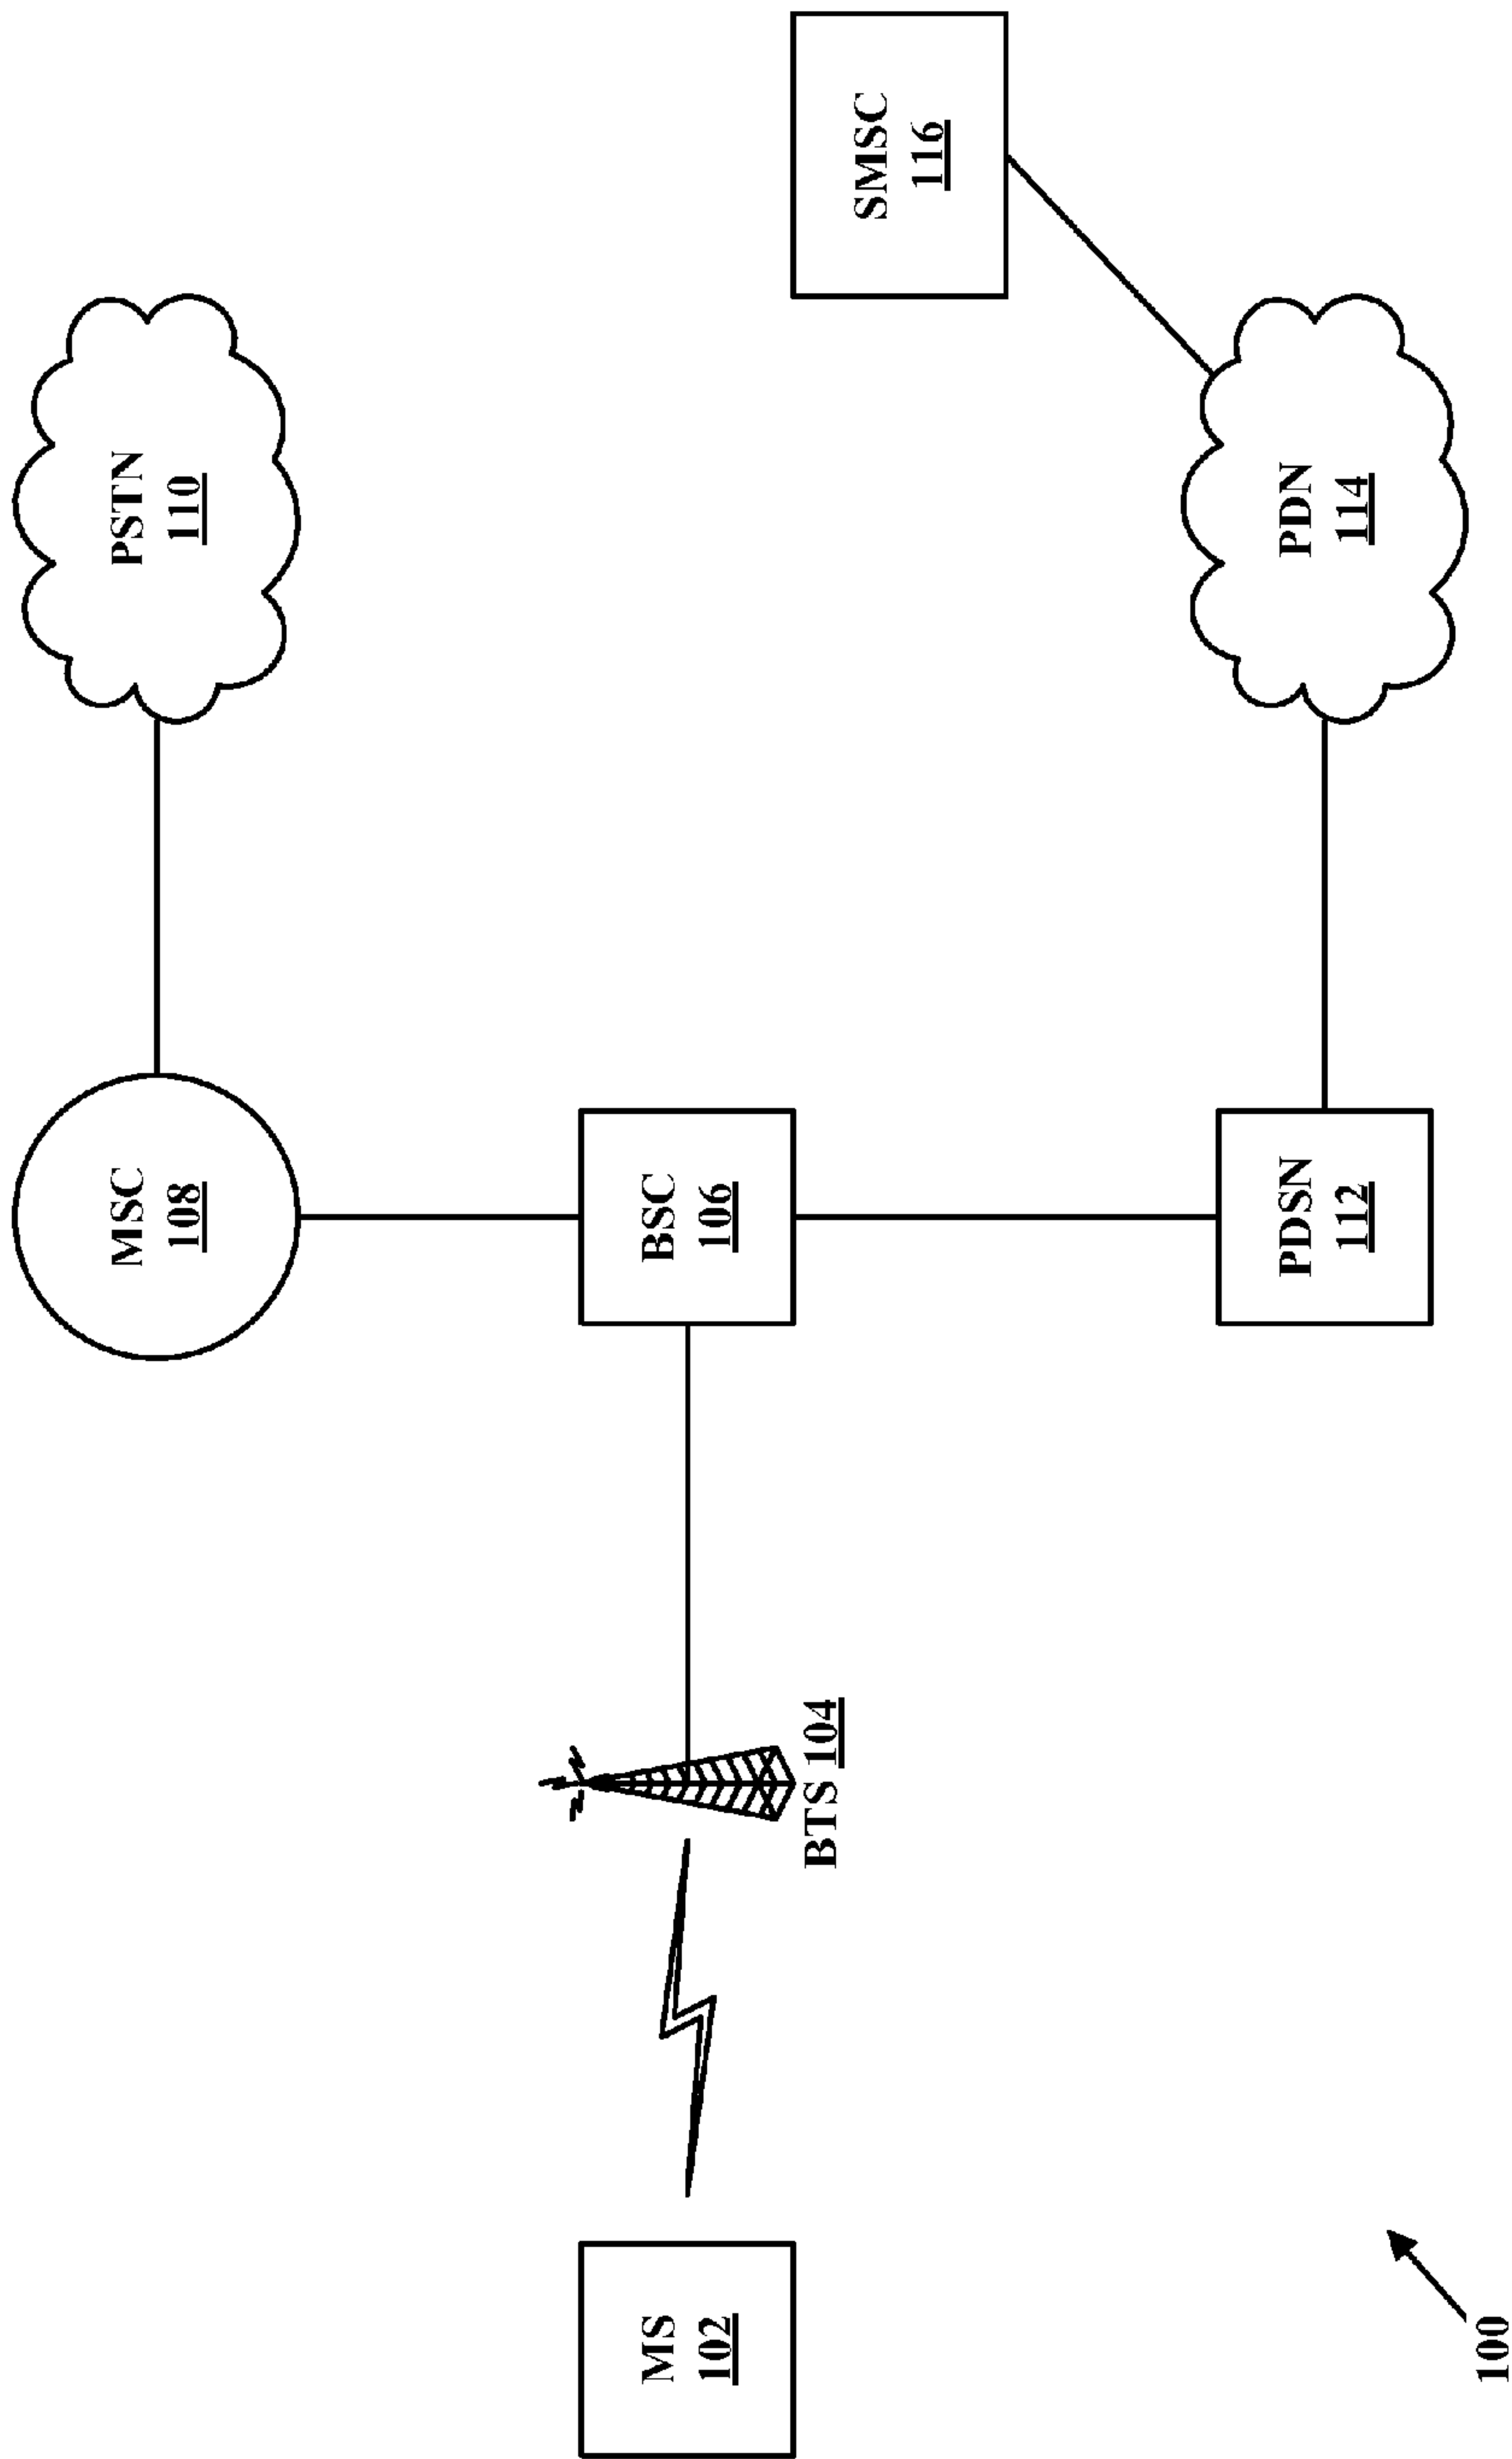 MSC
108
PSTN
110
MS
102
BTS 104
BSC
106
SMSC
116
PDSN
112
PDN
114
100